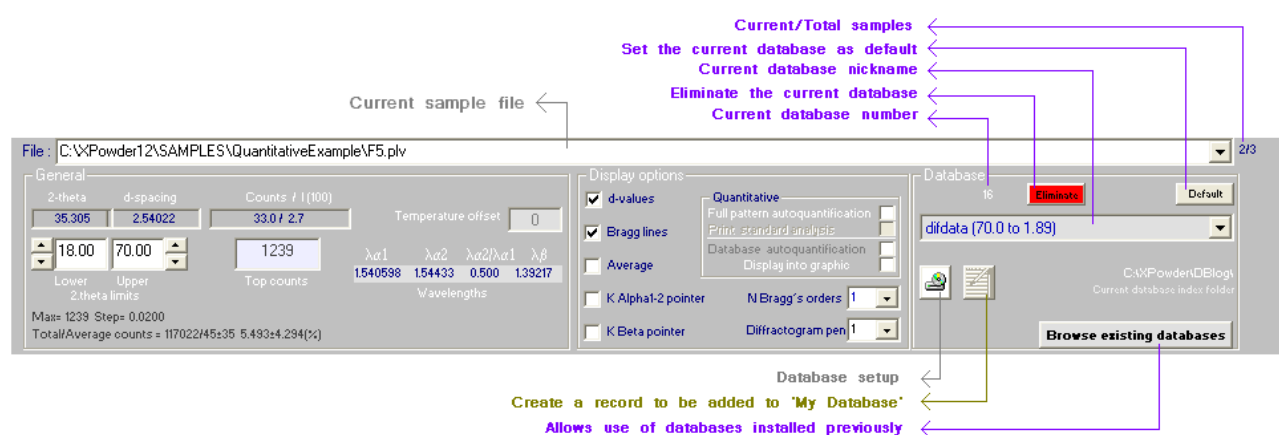 Current/Total samples
Set the current database as default
Current database nickname
Eliminate the current database
Current sample file
Current database number
File : C:\XPowder12\SAMPLES\QuantitativeExample\F5.plv
2/3
General
2-theta d-spacing Counts / I (100)
35.305 2.54022 33.0 / 2.7
Temperature offset 0
18.00 70.00 1239
Lower Upper Top counts
2.theta limits
λα1 λα2 λα2/λα1 λβ
1.540598 1.54433 0.500 1.39217
Wavelengths
Max= 1239 Step= 0.0200
Total/Average counts = 117022/45±35 5.493±4.294(%)
Display options
d-values
Bragg lines
Average
K Alpha1-2 pointer
K Beta pointer
Quantitative
Full pattern autoquantification
Print standard analysis
Database autoquantification
Display into graphic
N Bragg's orders 1
Diffractogram pen 1
Database
16 Eliminate Default
difdata (70.0 to 1.89)
C:\XPowder\DBlog\
Current database index folder
Browse existing databases
Database setup
Create a record to be added to 'My Database'
Allows use of databases installed previously